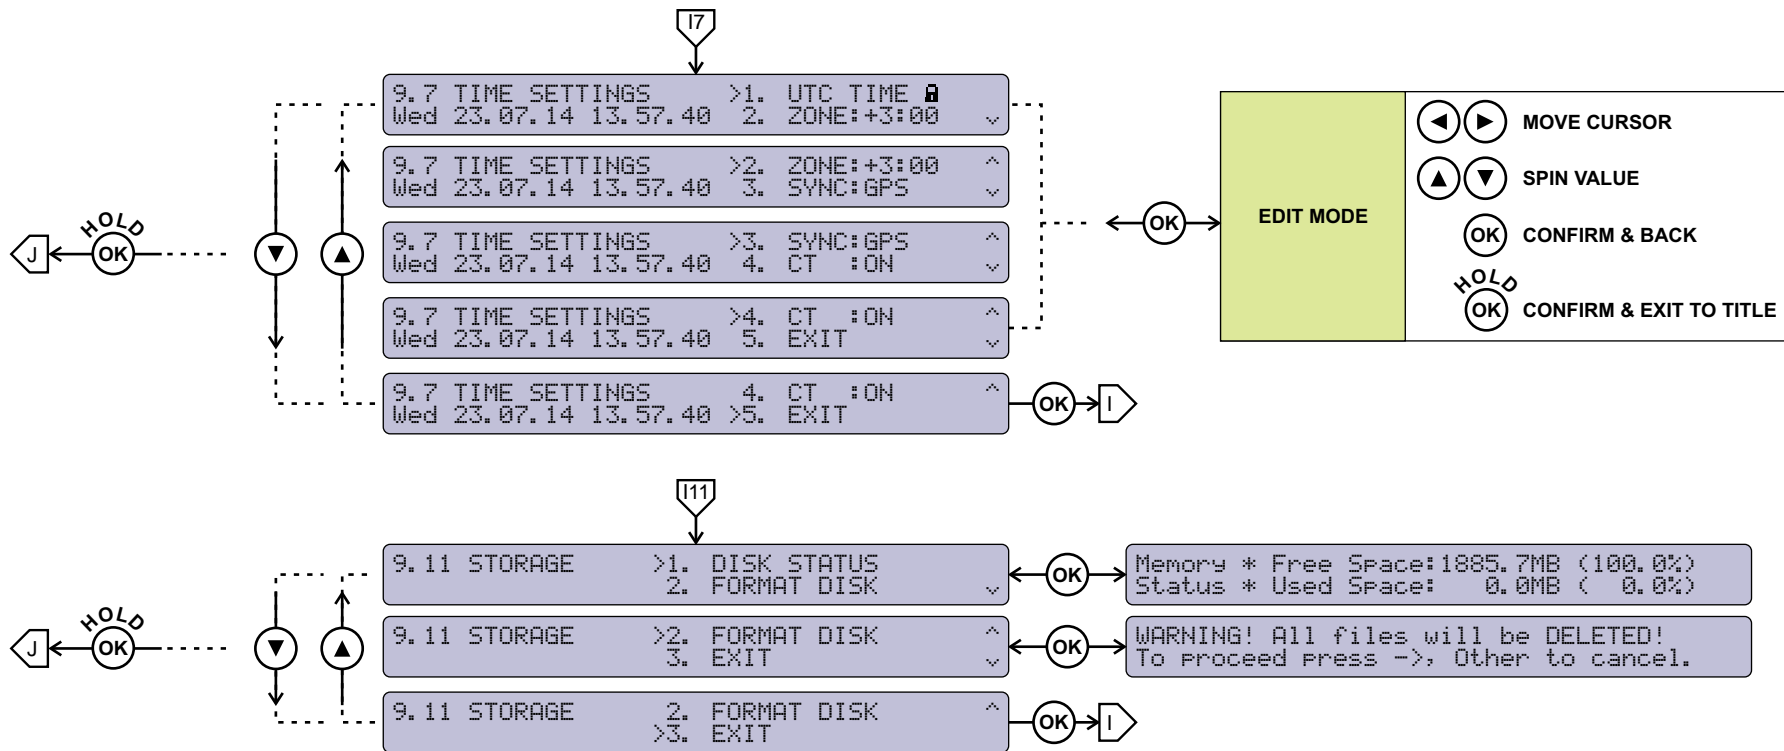 I7
9.7 TIME SETTINGS >1. UTC TIME
Wed 23.07.14 13.57.40 2. ZONE:+3:00
9.7 TIME SETTINGS >2. ZONE:+3:00
Wed 23.07.14 13.57.40 3. SYNC:GPS
9.7 TIME SETTINGS >3. SYNC:GPS
Wed 23.07.14 13.57.40 4. CT :ON
9.7 TIME SETTINGS >4. CT :ON
Wed 23.07.14 13.57.40 5. EXIT
9.7 TIME SETTINGS 4. CT :ON
Wed 23.07.14 13.57.40 >5. EXIT
J
HOLD
OK
OK
I
OK
EDIT MODE
MOVE CURSOR
SPIN VALUE
OK CONFIRM & BACK
HOLD
OK CONFIRM & EXIT TO TITLE
I11
9.11 STORAGE >1. DISK STATUS
2. FORMAT DISK
OK
Memory * Free Space:1885.7MB (100.0%)
Status * Used Space: 0.0MB ( 0.0%)
J
HOLD
OK
9.11 STORAGE >2. FORMAT DISK
3. EXIT
OK
WARNING! All files will be DELETED!
To proceed press ->, Other to cancel.
9.11 STORAGE 2. FORMAT DISK
>3. EXIT
OK
I